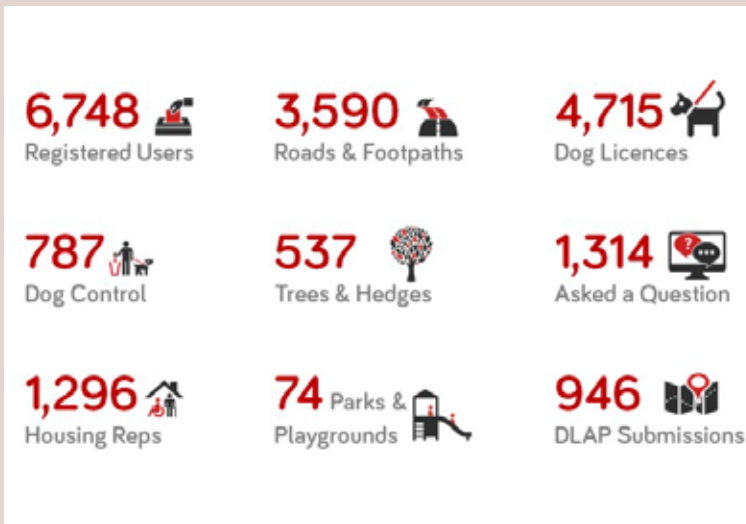 6,748
Registered Users
3,590
Roads & Footpaths
4,715
Dog Licences
787
Dog Control
537
Trees & Hedges
1,314
?
Asked a Question
1,296
Housing Reps
74 Parks &
Playgrounds
946
DLAP Submissions